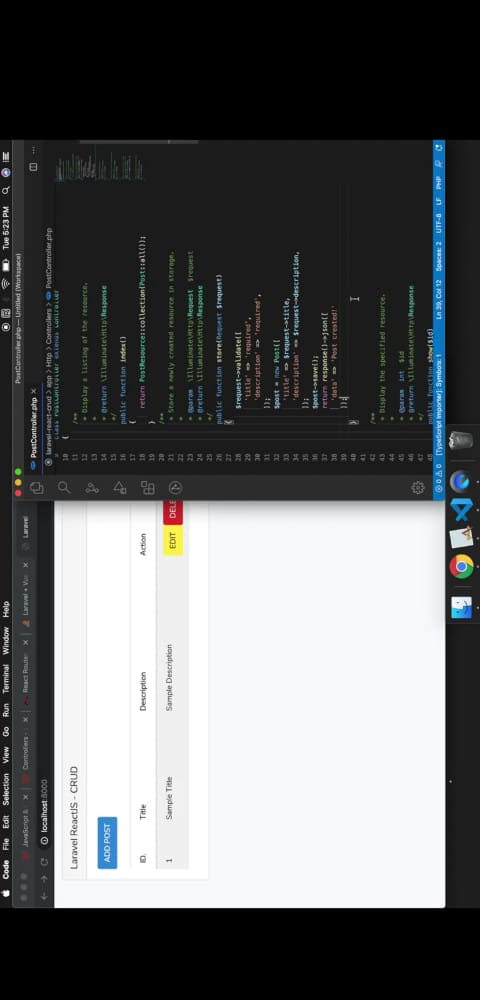 Code File Edit Selection View Go Run Terminal Window Help
Tue 5:23 PM
JavaScript &
Controllers -
React Route
Laravel + Vue
Laravel
localhost:8000
Laravel ReactJS - CRUD
ADD POST
ID.
Title
Description
Action
1
Sample Title
Sample Description
EDIT
DELE
PostController.php — Untitled (Workspace)
PostController.php
laravel-react-crud > app > Http > Controllers > PostController.php
class PostController extends Controller
10 {
11 /**
12 * Display a listing of the resource.
13 *
14 * @return \Illuminate\Http\Response
15 */
16 public function index()
17 {
18 return PostResource::collection(Post::all());
19 }
20 /**
21 * Store a newly created resource in storage.
22 *
23 * @param \Illuminate\Http\Request $request
24 * @return \Illuminate\Http\Response
25 */
26 public function store(Request $request)
27 {
28 $request->validate([
29 'title' => 'required',
30 'description' => 'required',
31 ]);
32 $post = new Post([
33 'title' => $request->title,
34 'description' => $request->description,
35 ]);
36 $post->save();
37 return response()->json([
38 'data' => 'Post created!'
39 ]);
40 }
41
42 /**
43 * Display the specified resource.
44 *
45 * @param int $id
46 * @return \Illuminate\Http\Response
47 */
48 public function show($id)
0 0 [TypeScript Importer]: Symbols: 1
Ln 39, Col 12
Spaces: 2
UTF-8
LF
PHP